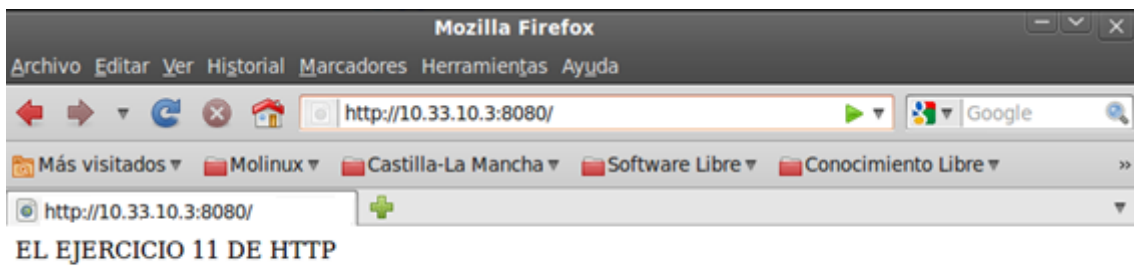 Mozilla Firefox
Archivo Editar Ver Historial Marcadores Herramientas Ayuda
http://10.33.10.3:8080/ Google
Más visitados Molinux Castilla-La Mancha Software Libre Conocimiento Libre »
http://10.33.10.3:8080/
EL EJERCICIO 11 DE HTTP